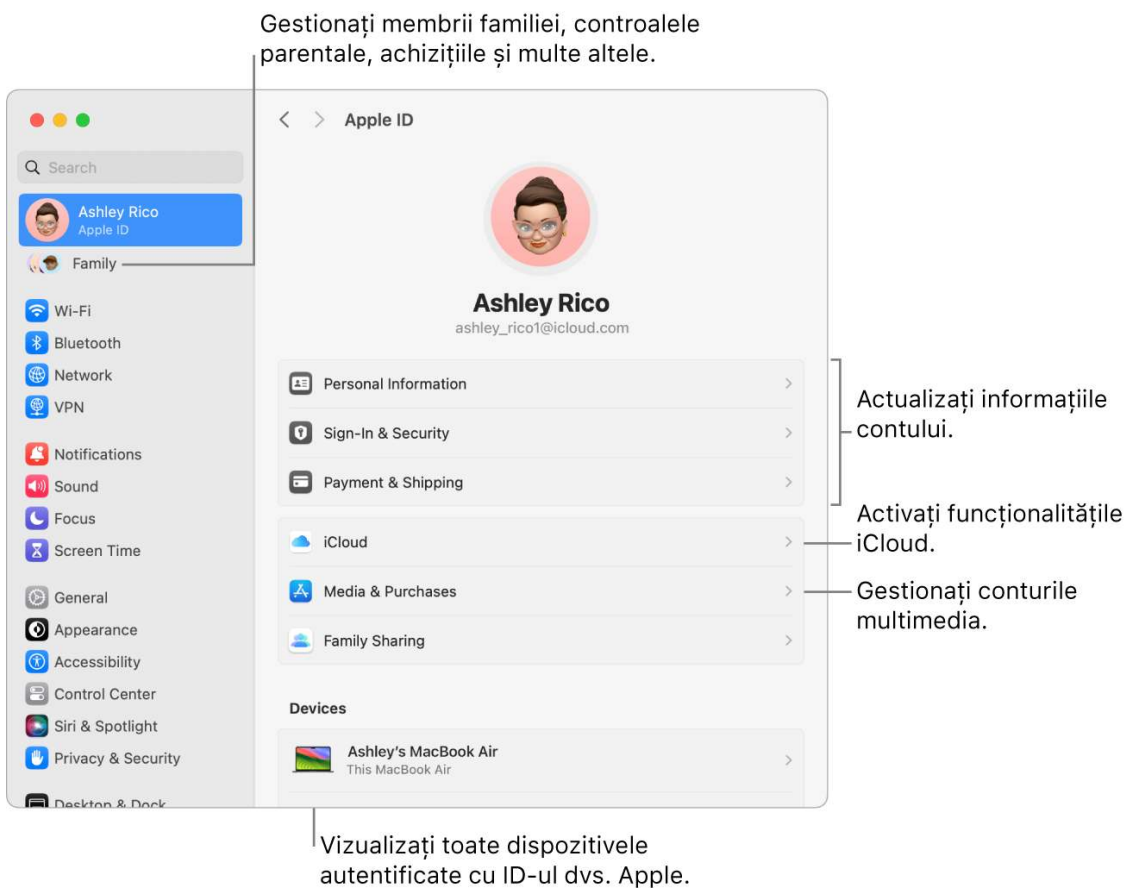 Gestionați membrii familiei, controalele
parentale, achizițiile și multe altele.
Apple ID
Search
Ashley Rico
Apple ID
Family
Wi-Fi
Bluetooth
Network
VPN
Notifications
Sound
Focus
Screen Time
General
Appearance
Accessibility
Control Center
Siri & Spotlight
Privacy & Security
Desktop & Dock
Ashley Rico
ashley_rico1@icloud.com
Personal Information
Sign-In & Security
Payment & Shipping
iCloud
Media & Purchases
Family Sharing
Devices
Ashley's MacBook Air
This MacBook Air
Actualizați informațiile
contului.
Activați funcționalitățile
iCloud.
Gestionați conturile
multimedia.
Vizualizați toate dispozitivele
autentificate cu ID-ul dvs. Apple.